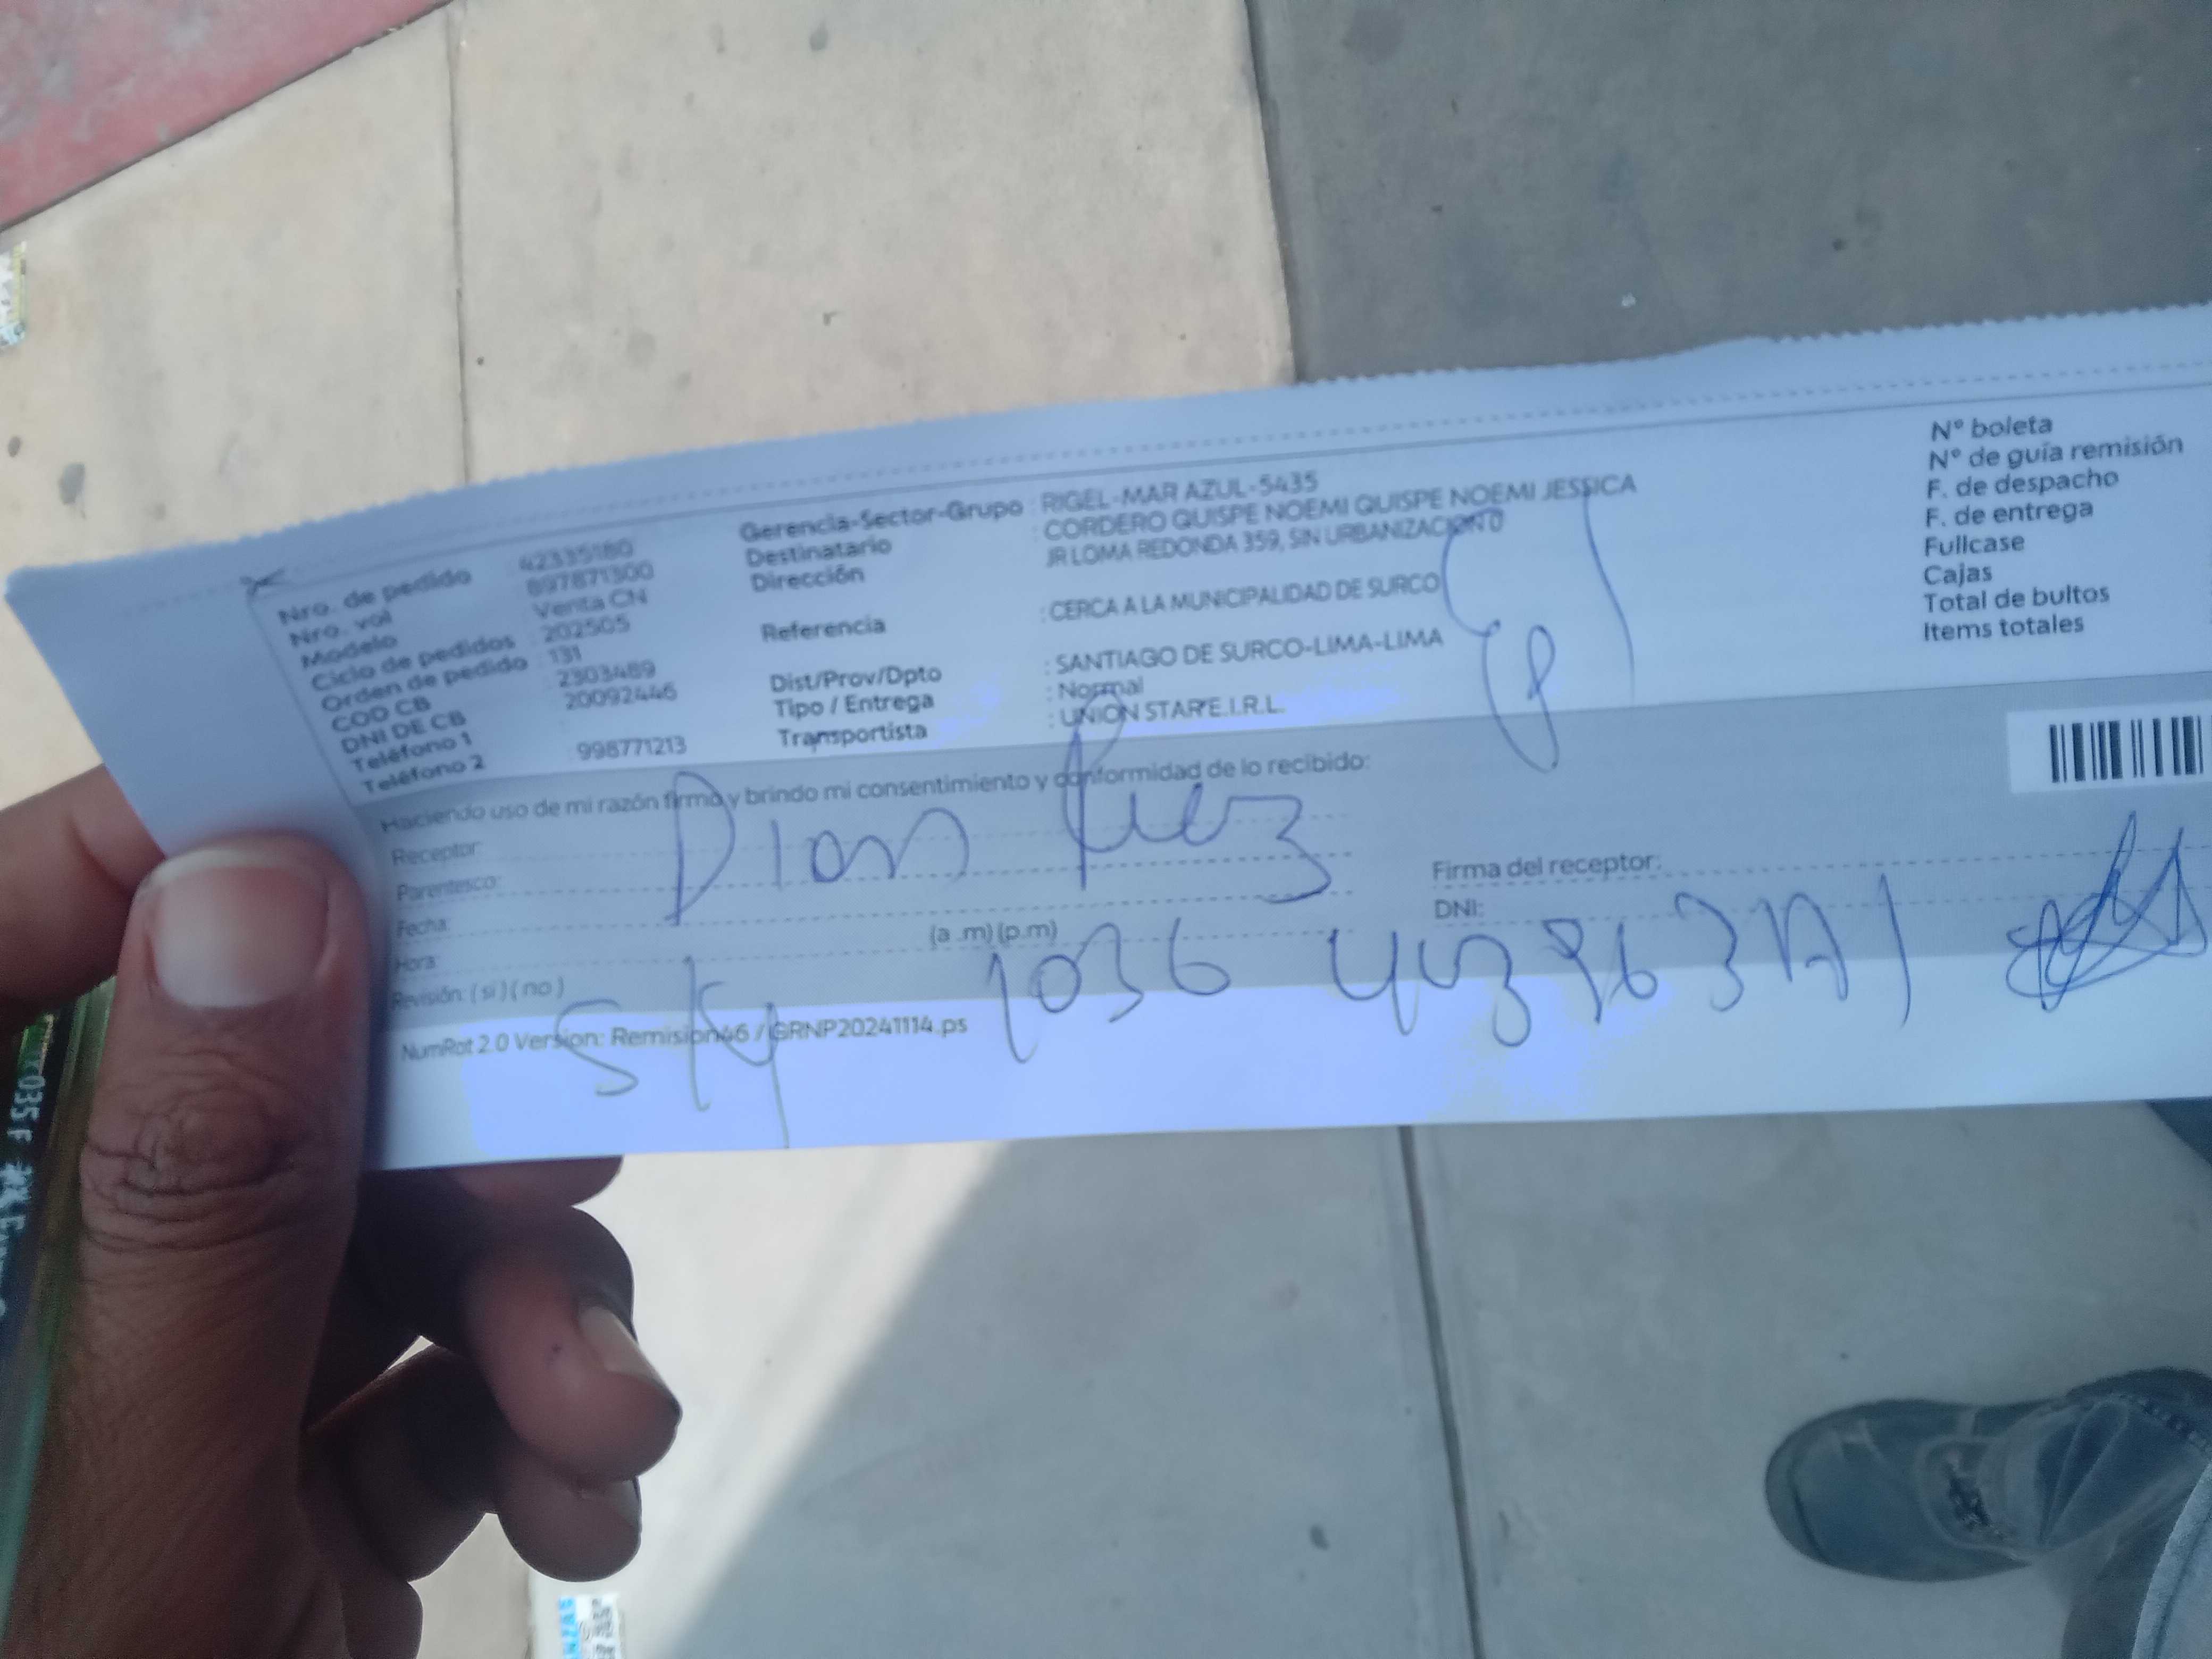 Nro. de pedido 42335180
Nro. vol 897871300
Modelo Venta CN
Ciclo de pedidos : 202505
Orden de pedido : 131
COD CB : 2303489
DNI DE CB 20092446
Teléfono 1 :
Teléfono 2 : 998771213
Gerencia-Sector-Grupo : RIGEL-MAR AZUL-5435
Destinatario : CORDERO QUISPE NOEMI QUISPE NOEMI JESSICA
Dirección JR LOMA REDONDA 359, SIN URBANIZACION 0
Referencia : CERCA A LA MUNICIPALIDAD DE SURCO
Dist/Prov/Dpto : SANTIAGO DE SURCO-LIMA-LIMA
Tipo / Entrega : Normal
Transportista : UNION STAR E.I.R.L.
N° boleta
N° de guía remisión
F. de despacho
F. de entrega
Fullcase
Cajas
Total de bultos
Items totales
Haciendo uso de mi razón firmo y brindo mi consentimiento y conformidad de lo recibido:
Receptor:
Parentesco:
Fecha:
Hora: (a .m) (p.m)
Revisión: ( si ) ( no )
Firma del receptor:
DNI:
1036
NumRot 2.0 Version: Remision46 / GRNP20241114.ps